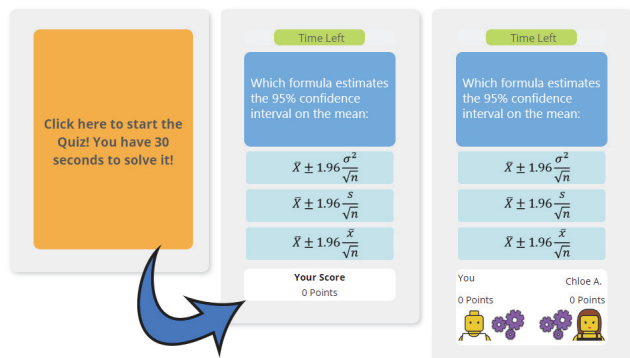 Click here to start the
Quiz! You have 30
seconds to solve it!
Time Left
Which formula estimates
the 95% confidence
interval on the mean:
X̄ ± 1.96 σ²/√n
X̄ ± 1.96 s/√n
X̄ ± 1.96 x̄/√n
Your Score
0 Points
Time Left
Which formula estimates
the 95% confidence
interval on the mean:
X̄ ± 1.96 σ²/√n
X̄ ± 1.96 s/√n
X̄ ± 1.96 x̄/√n
You Chloe A.
0 Points 0 Points